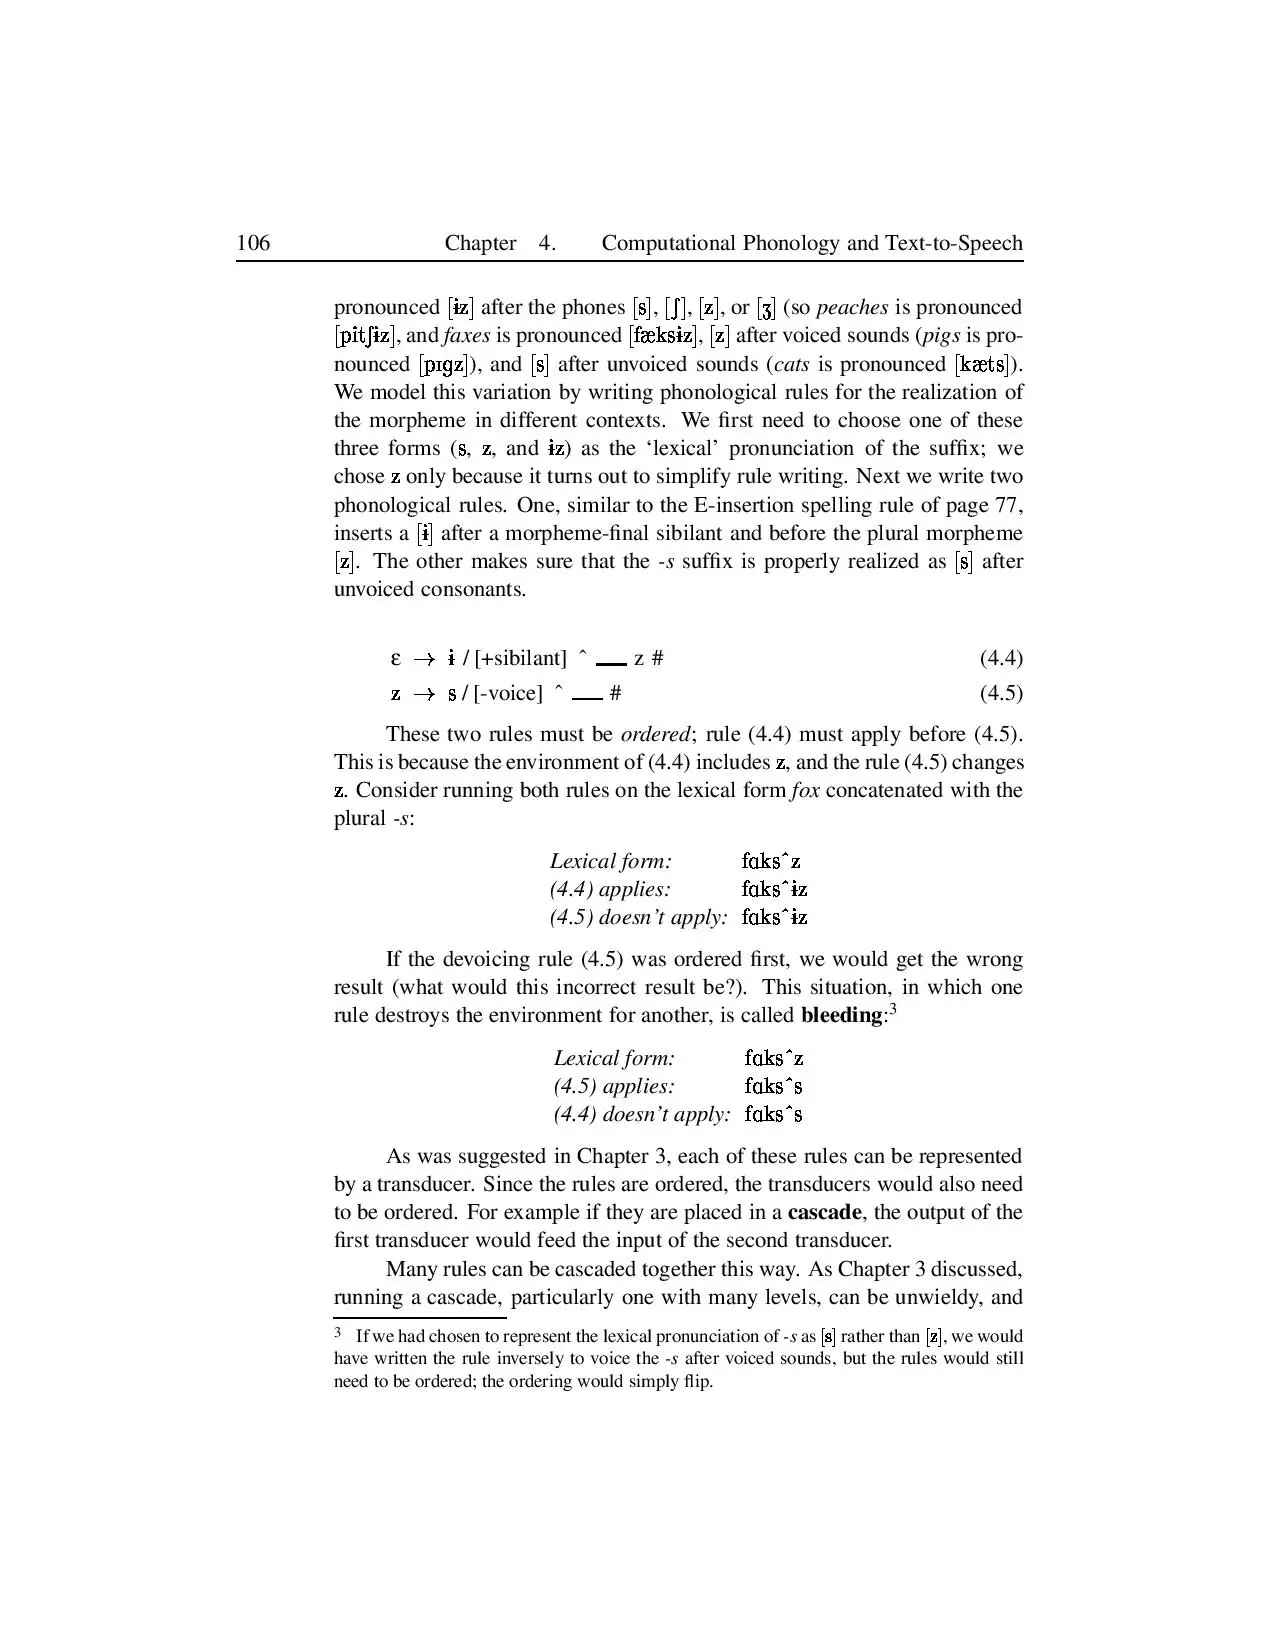 106 Chapter 4. Computational Phonology and Text-to-Speech
pronounced [ɨz] after the phones [s], [ʃ], [z], or [ʒ] (so peaches is pronounced
[pitʃɨz], and faxes is pronounced [fæksɨz], [z] after voiced sounds (pigs is pro-
nounced [pɪgz]), and [s] after unvoiced sounds (cats is pronounced [kæts]).
We model this variation by writing phonological rules for the realization of
the morpheme in different contexts. We first need to choose one of these
three forms (s, z, and ɨz) as the ‘lexical’ pronunciation of the suffix; we
chose z only because it turns out to simplify rule writing. Next we write two
phonological rules. One, similar to the E-insertion spelling rule of page 77,
inserts a [ɨ] after a morpheme-final sibilant and before the plural morpheme
[z]. The other makes sure that the -s suffix is properly realized as [s] after
unvoiced consonants.
ε → ɨ / [+sibilant] ˆ __ z # (4.4)
z → s / [-voice] ˆ __ # (4.5)
These two rules must be ordered; rule (4.4) must apply before (4.5).
This is because the environment of (4.4) includes z, and the rule (4.5) changes
z. Consider running both rules on the lexical form fox concatenated with the
plural -s:
Lexical form: fɑksˆz
(4.4) applies: fɑksˆɨz
(4.5) doesn’t apply: fɑksˆɨz
If the devoicing rule (4.5) was ordered first, we would get the wrong
result (what would this incorrect result be?). This situation, in which one
rule destroys the environment for another, is called bleeding:3
Lexical form: fɑksˆz
(4.5) applies: fɑksˆs
(4.4) doesn’t apply: fɑksˆs
As was suggested in Chapter 3, each of these rules can be represented
by a transducer. Since the rules are ordered, the transducers would also need
to be ordered. For example if they are placed in a cascade, the output of the
first transducer would feed the input of the second transducer.
Many rules can be cascaded together this way. As Chapter 3 discussed,
running a cascade, particularly one with many levels, can be unwieldy, and
3 If we had chosen to represent the lexical pronunciation of -s as [s] rather than [z], we would
have written the rule inversely to voice the -s after voiced sounds, but the rules would still
need to be ordered; the ordering would simply flip.